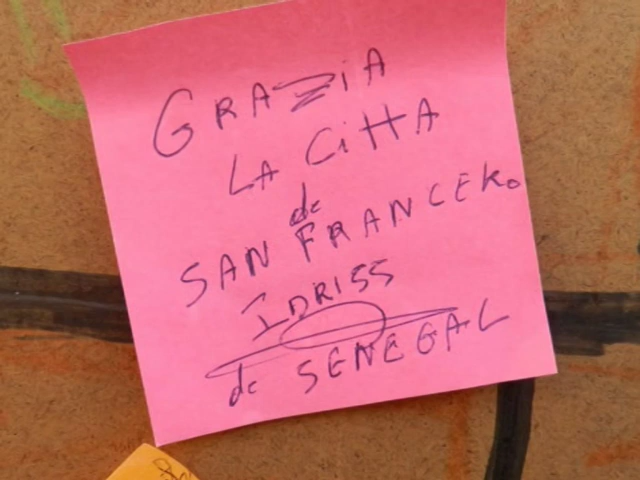 GRAZiA
LA CiTTA
de
SAN FRANCEKO
IDRISS
de SENEGAL